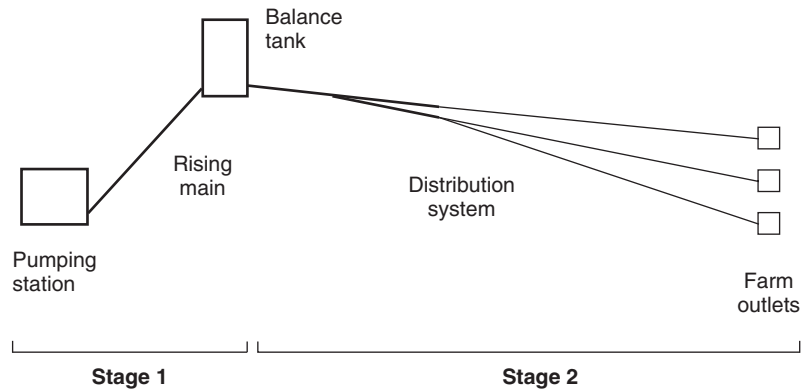 Balance
tank
Rising
main
Distribution
system
Pumping
station
Farm
outlets
Stage 1
Stage 2